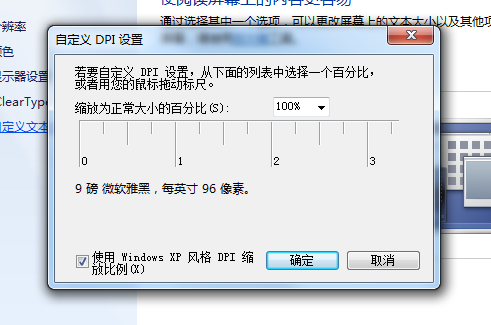 使阅读屏幕上的内容更容易
通过选择其中一个选项，可以更改屏幕上的文本大小以及其他项
辨率
颜色
示器设置
ClearType
自定义文本
自定义 DPI 设置
若要自定义 DPI 设置，从下面的列表中选择一个百分比，
或者用您的鼠标拖动标尺。
缩放为正常大小的百分比(S)：
100%
0 1 2 3
9 磅 微软雅黑，每英寸 96 像素。
使用 Windows XP 风格 DPI 缩
放比例(X)
确定
取消